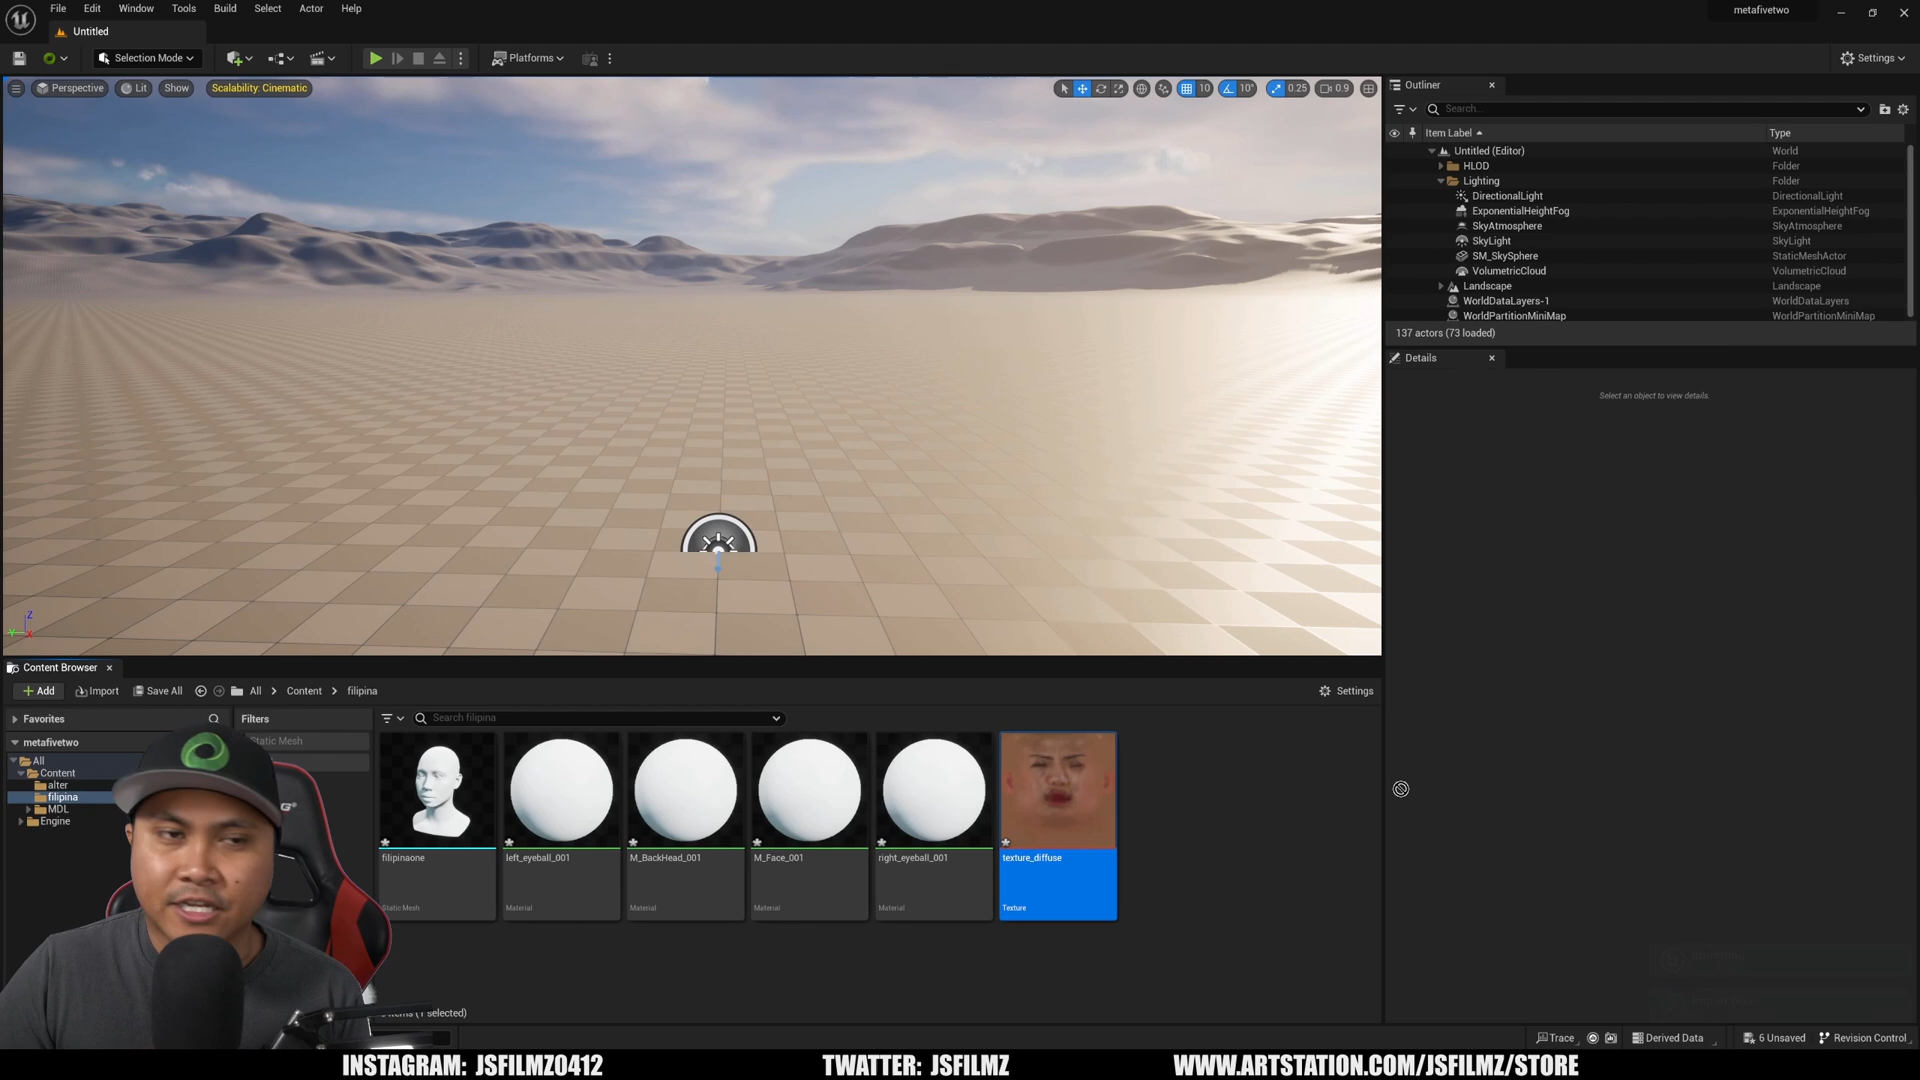 File Edit Window Tools Build Select Actor Help
metafivetwo
Untitled
Selection Mode
Platforms
Settings
Perspective Lit Show Scalability: Cinematic
10 10° 0.25 0.9
Outliner
Search...
Item Label Type
Untitled (Editor) World
HLOD Folder
Lighting Folder
DirectionalLight DirectionalLight
ExponentialHeightFog ExponentialHeightFog
SkyAtmosphere SkyAtmosphere
SkyLight SkyLight
SM_SkySphere StaticMeshActor
VolumetricCloud VolumetricCloud
Landscape Landscape
WorldDataLayers-1 WorldDataLayers
WorldPartitionMiniMap WorldPartitionMiniMap
137 actors (73 loaded)
Details
Select an object to view details.
Z
Y
X
Content Browser
Add Import Save All All Content filipina Settings
Favorites
Filters
Search filipina
metafivetwo
Static Mesh
All
Content
alter
filipina
MDL
Engine
filipinaone
Static Mesh
left_eyeball_001
Material
M_BackHead_001
Material
M_Face_001
Material
right_eyeball_001
Material
texture_diffuse
Texture
selected)
Trace Derived Data 6 Unsaved Revision Control
INSTAGRAM: JSFILMZ0412 TWATTER: JSFILMZ WWW.ARTSTATION.COM/JSFILMZ/STORE